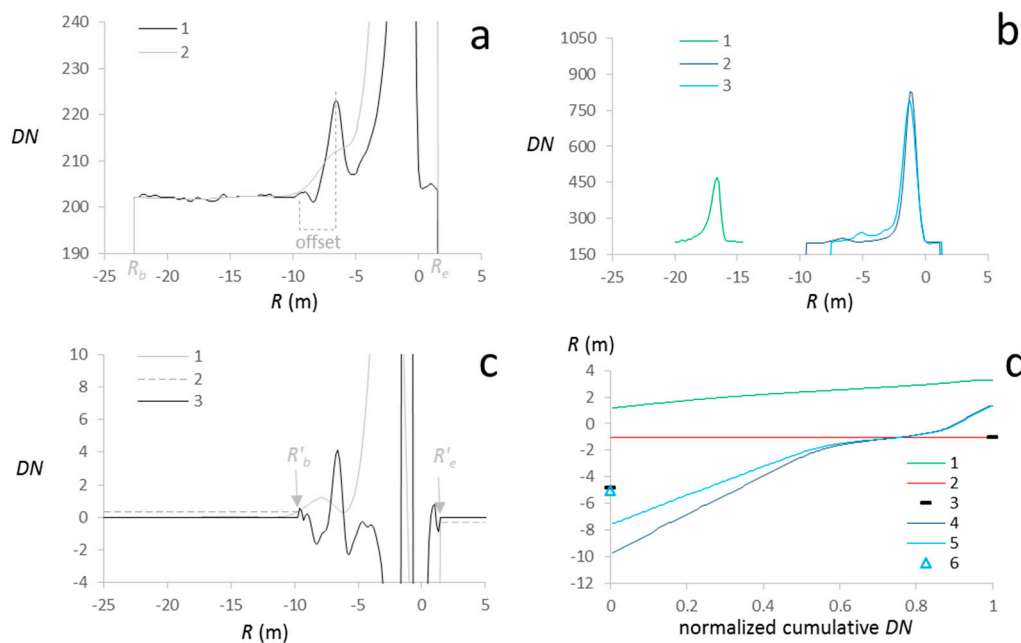 a
240
230
220
210
200
190
DN
1
2
offset
R_b
R_e
-25 -20 -15 -10 -5 0 5
R (m)
b
1050
900
750
600
450
300
150
DN
1
2
3
-25 -20 -15 -10 -5 0 5
R (m)
c
10
8
6
4
2
0
-2
-4
DN
1
2
3
R'_b
R'_e
-25 -20 -15 -10 -5 0 5
R (m)
d
R (m)
4
2
0
-2
-4
-6
-8
-10
-12
1
2
3
4
5
6
0 0.2 0.4 0.6 0.8 1
normalized cumulative DN